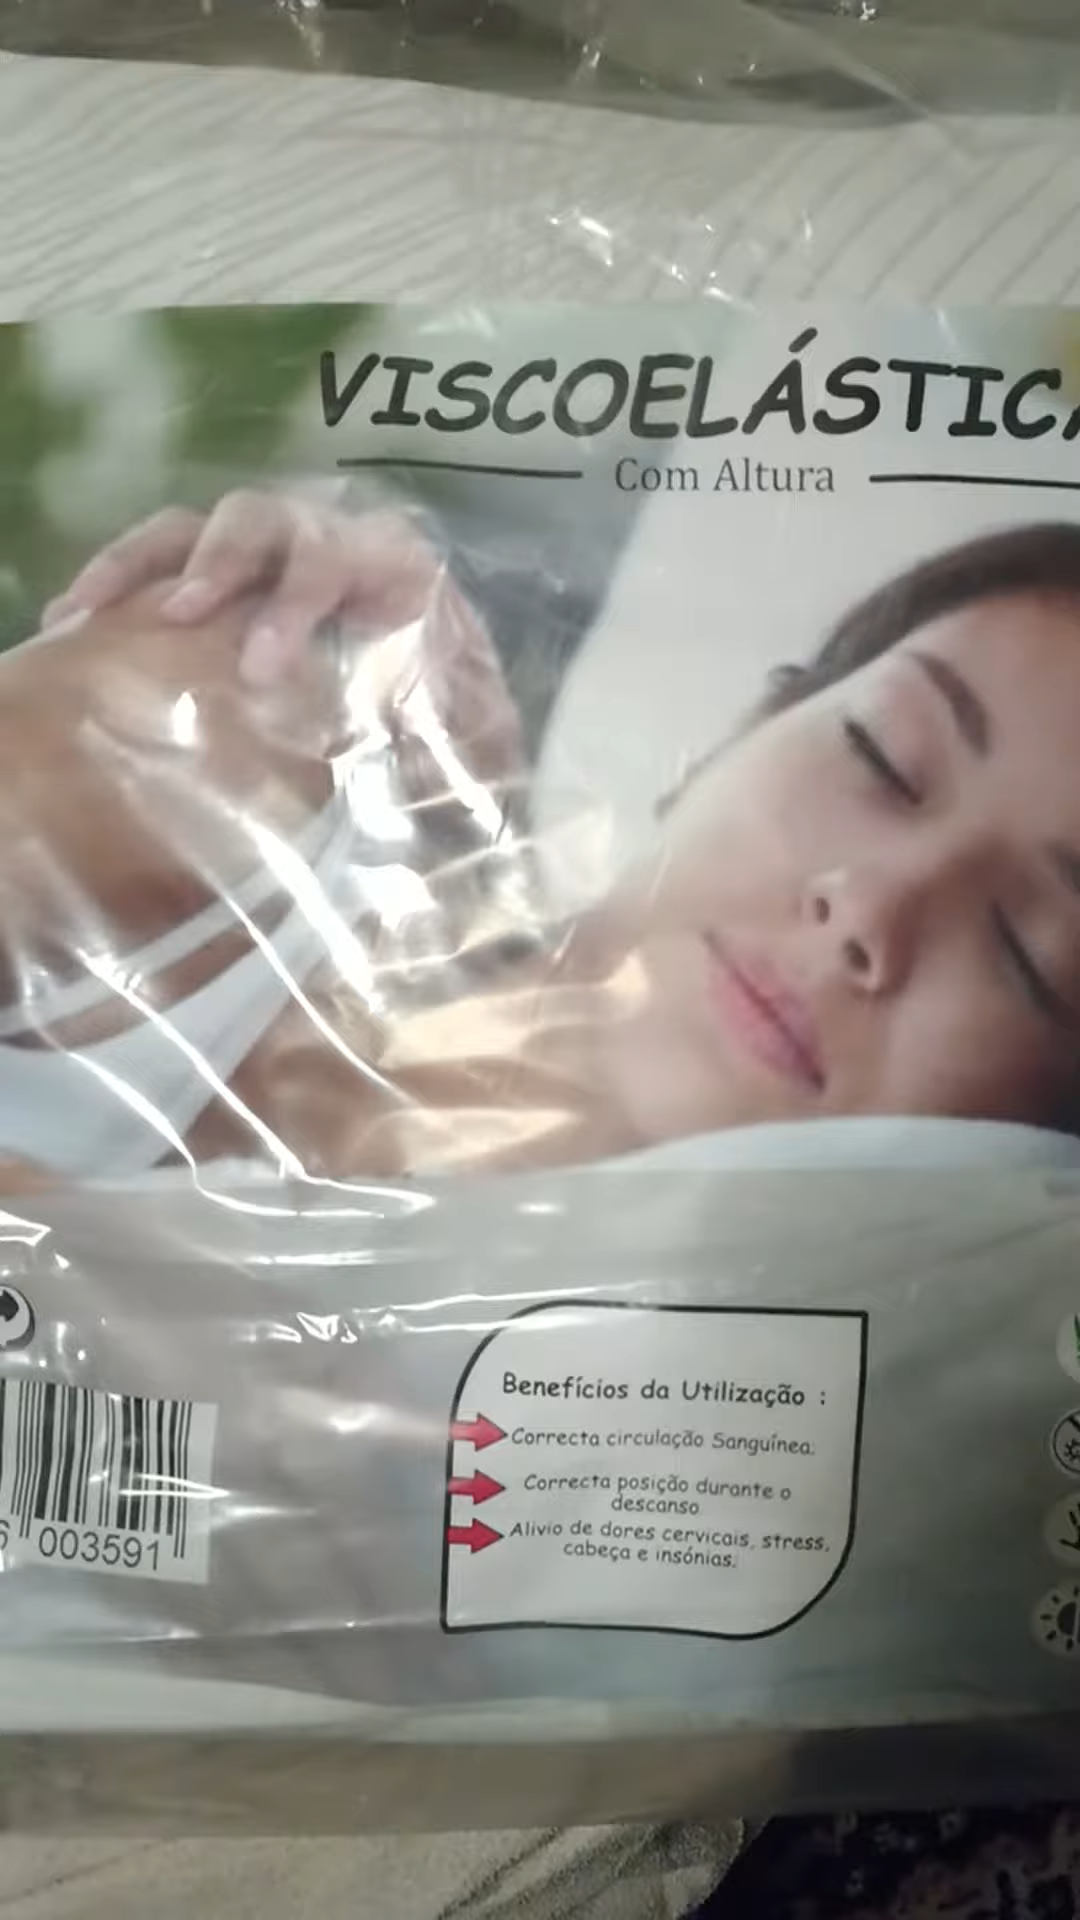 VISCOELÁSTICA
Com Altura
Benefícios da Utilização :
Correcta circulação Sanguínea.
Correcta posição durante o
descanso
Alivio de dores cervicais, stress,
cabeça e insónias.
003591